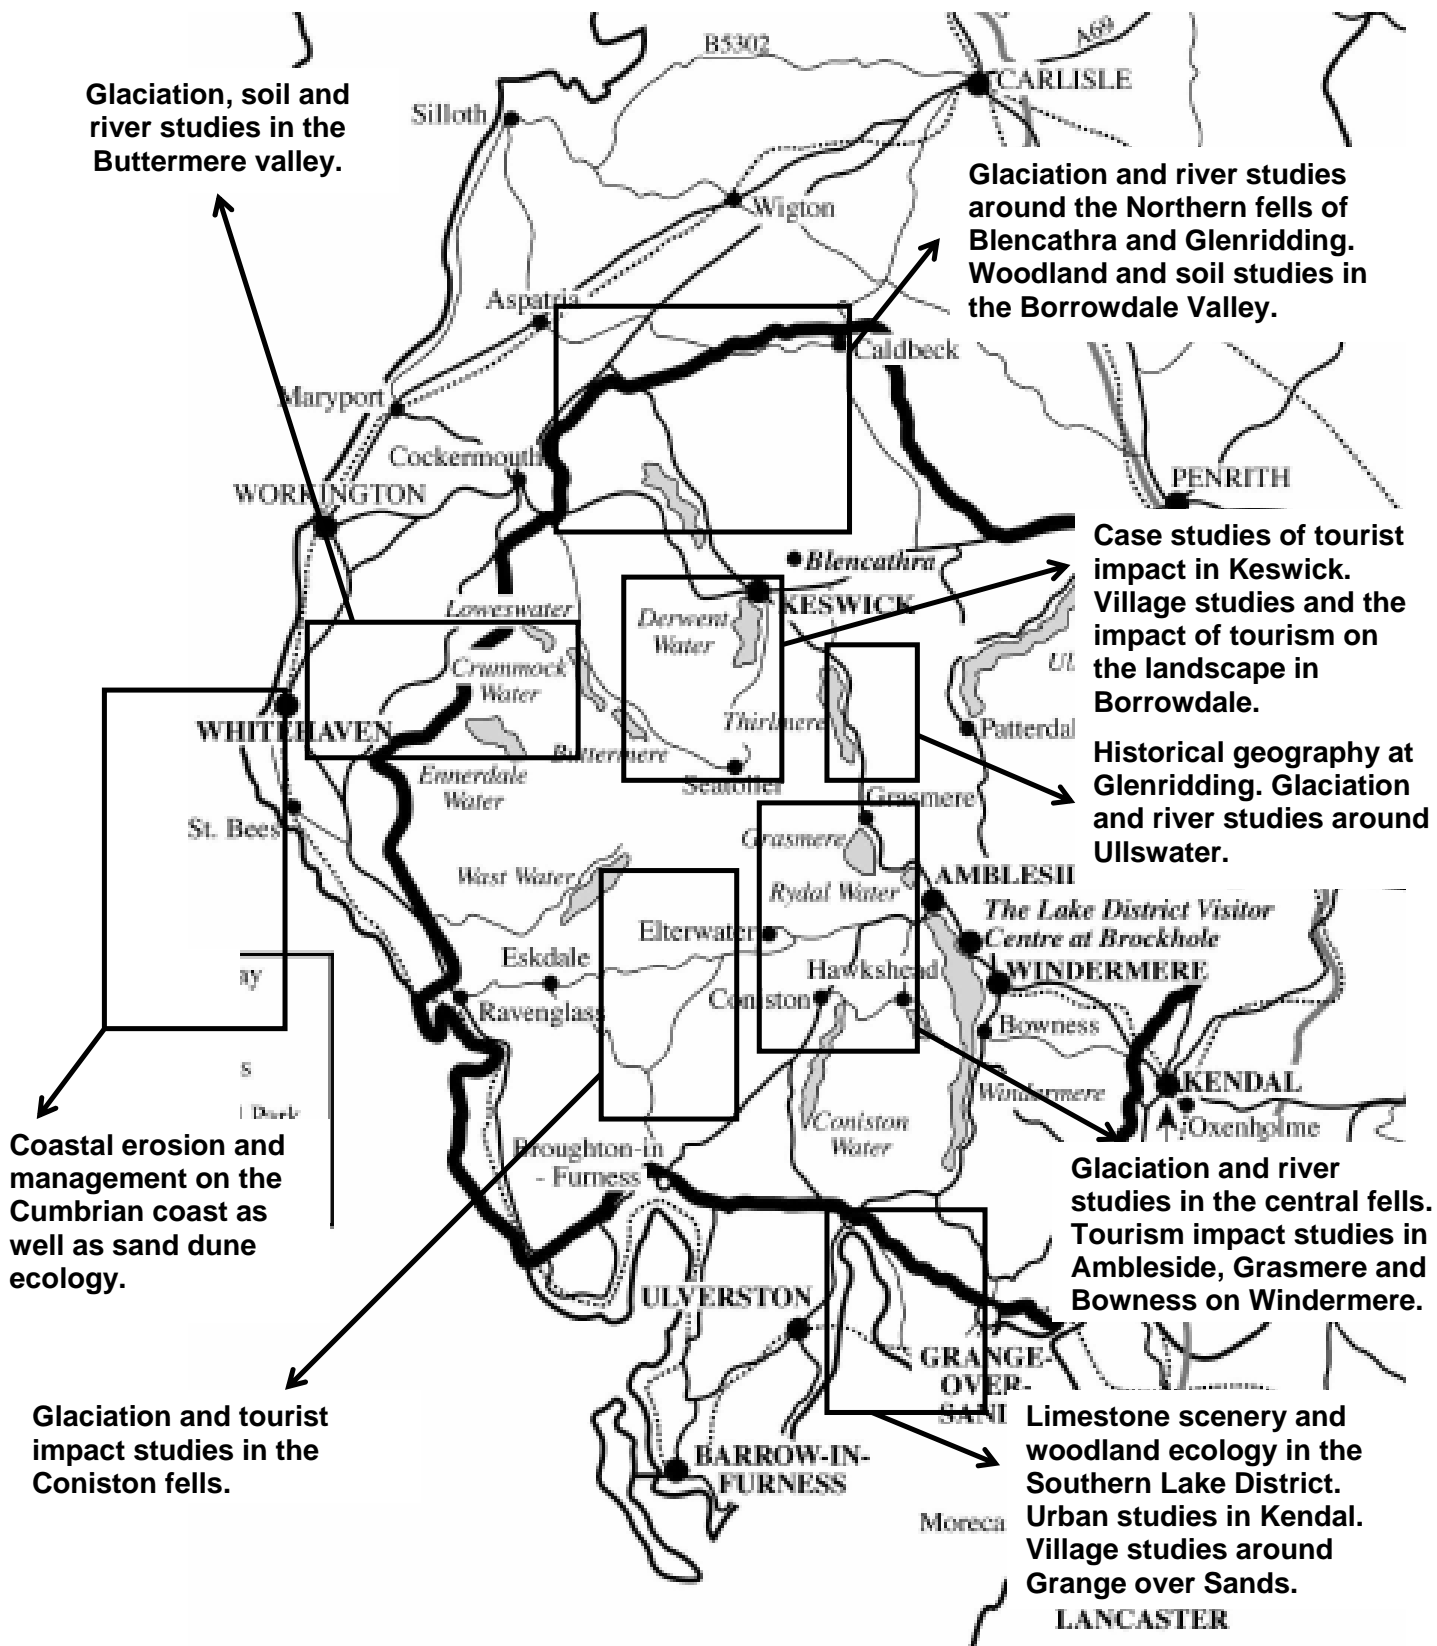 B5302
A69
CARLISLE
Glaciation, soil and
river studies in the
Buttermere valley.
Silloth
Glaciation and river studies
around the Northern fells of
Blencathra and Glenridding.
Woodland and soil studies in
the Borrowdale Valley.
Wigton
Aspatria
Caldbeck
Maryport
Cockermouth
WORKINGTON
PENRITH
Case studies of tourist
impact in Keswick.
Village studies and the
impact of tourism on
the landscape in
Borrowdale.
Blencathra
KESWICK
Loweswater
Derwent
Water
Crummock
Water
Ul
WHITEHAVEN
Thirlmere
Patterdal
Buttermere
Ennerdale
Water
Seatoller
Historical geography at
Glenridding. Glaciation
and river studies around
Ullswater.
Grasmere
St. Bees
Grasmere
Wast Water
Rydal Water
AMBLESI
The Lake District Visitor
Centre at Brockhole
Elterwater
Eskdale
Hawkshead
WINDERMERE
ay
Coniston
Ravenglass
Bowness
s
KENDAL
Windermere
Park
Oxenholme
Coniston
Water
Coastal erosion and
management on the
Cumbrian coast as
well as sand dune
ecology.
Broughton-in
- Furness
Glaciation and river
studies in the central fells.
Tourism impact studies in
Ambleside, Grasmere and
Bowness on Windermere.
ULVERSTON
GRANGE-
OVER-
SAN
Glaciation and tourist
impact studies in the
Coniston fells.
Limestone scenery and
woodland ecology in the
Southern Lake District.
Urban studies in Kendal.
Village studies around
Grange over Sands.
BARROW-IN-
FURNESS
Moreca
LANCASTER